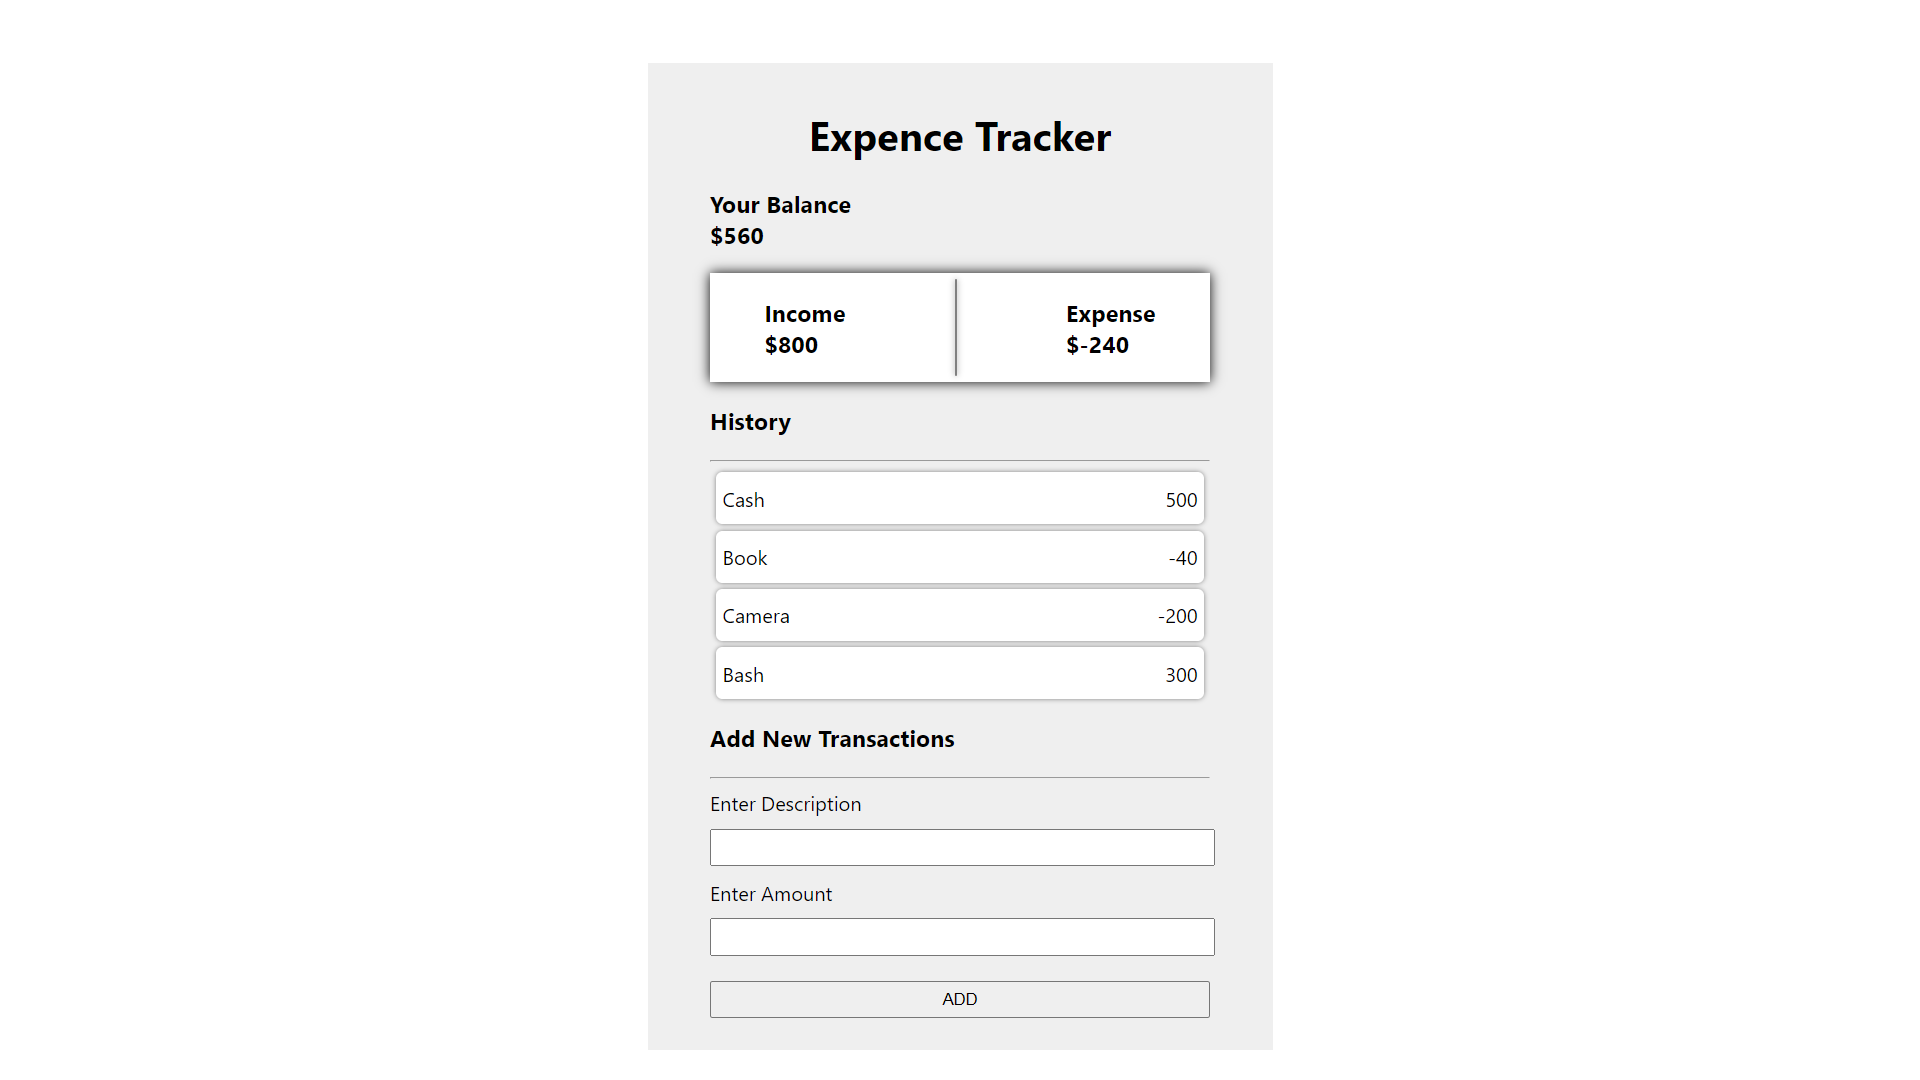 Expence Tracker
Your Balance
$560
Income
$800
Expense
$-240
History
Cash 500
Book -40
Camera -200
Bash 300
Add New Transactions
Enter Description
Enter Amount
ADD